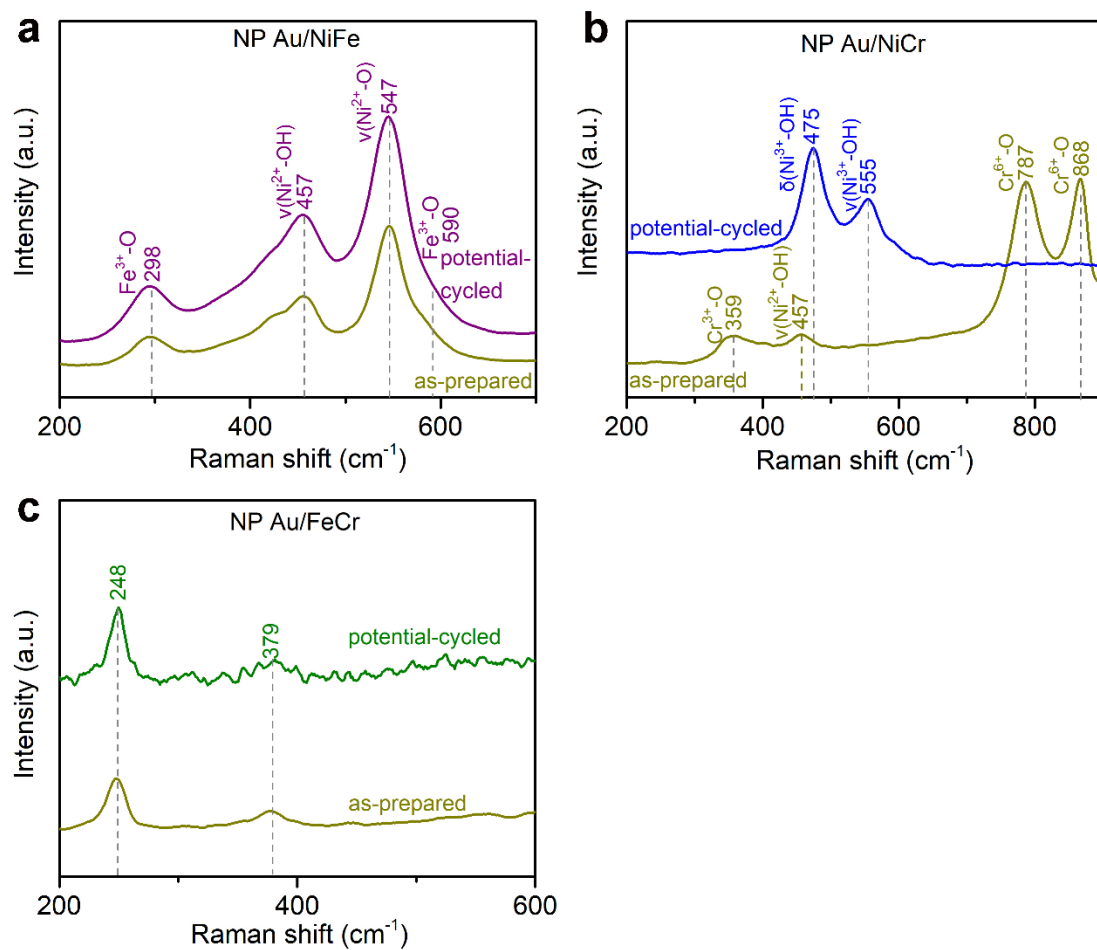 a
NP Au/NiFe
Intensity (a.u.)
Fe³⁺-O
298
ν(Ni²⁺-OH)
457
ν(Ni²⁺-O)
547
Fe³⁺-O
590
potential-
cycled
as-prepared
200
400
600
Raman shift (cm⁻¹)
b
NP Au/NiCr
Intensity (a.u.)
δ(Ni³⁺-OH)
475
ν(Ni³⁺-OH)
555
Cr⁶⁺-O
787
Cr⁶⁺-O
868
potential-cycled
Cr³⁺-O
359
ν(Ni²⁺-OH)
457
as-prepared
200
400
600
800
Raman shift (cm⁻¹)
c
NP Au/FeCr
Intensity (a.u.)
248
379
potential-cycled
as-prepared
200
400
600
Raman shift (cm⁻¹)